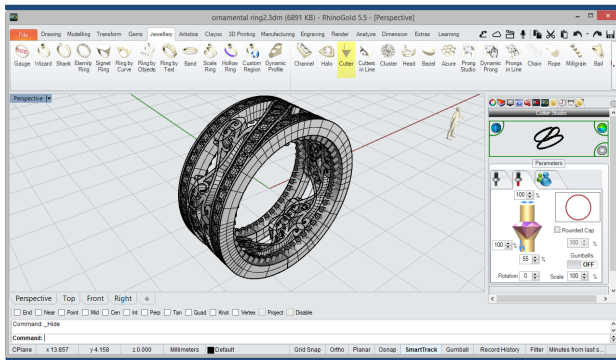 ornamental ring2.3dm (6891 KB) - RhinoGold 5.5 - [Perspective]
File Drawing Modelling Transform Gems Jewellery Artistics Clayoo 3D Printing Manufacturing Engraving Render Analyze Dimension Extras Learning
Gauge Wizard Shank Eternity Ring Signet Ring Ring by Curve Ring by Objects Ring by Text Band Scale Ring Hollow Ring Custom Region Dynamic Profile Channel Halo Cutter Cutters in Line Cluster Head Bezel Azure Prong Studio Dynamic Prong Prongs in Line Chain Rope Millgrain Bail
Perspective
Cutter Studio
Parameters
100 %
Rounded Cap
100 % 100 %
Gumballs
55 % OFF
Rotation 0 Scale 100 %
Perspective Top Front Right
End Near Point Mid Cen Int Perp Tan Quad Knot Vertex Project Disable
Command: _Hide
Command:
CPlane x 13.857 y 4.158 z 0.000 Millimeters Default Grid Snap Ortho Planar Osnap SmartTrack Gumball Record History Filter Minutes from last s...